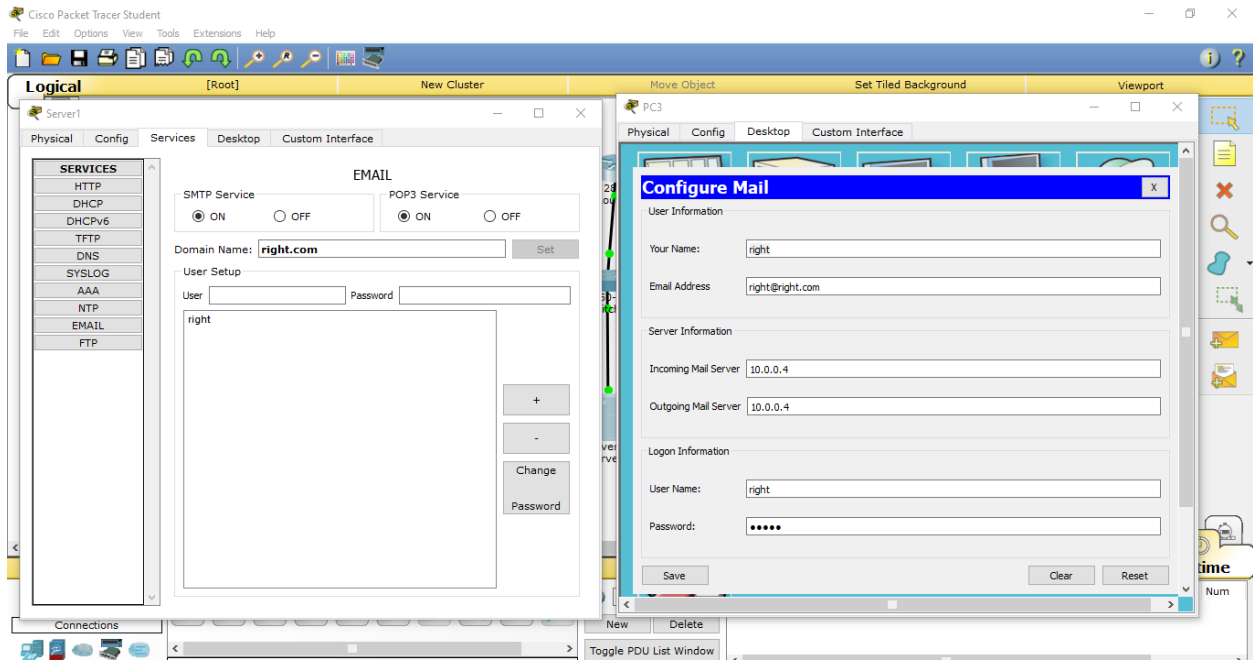 Cisco Packet Tracer Student
File Edit Options View Tools Extensions Help
Logical [Root] New Cluster Move Object Set Tiled Background Viewport
Server1
Physical Config Services Desktop Custom Interface
SERVICES
HTTP
DHCP
DHCPv6
TFTP
DNS
SYSLOG
AAA
NTP
EMAIL
FTP
EMAIL
SMTP Service
ON OFF
POP3 Service
ON OFF
Domain Name: right.com Set
User Setup
User Password
right
+
-
Change
Password
PC3
Physical Config Desktop Custom Interface
Configure Mail X
User Information
Your Name: right
Email Address right@right.com
Server Information
Incoming Mail Server 10.0.0.4
Outgoing Mail Server 10.0.0.4
Logon Information
User Name: right
Password: •••••
Save Clear Reset
Connections
New Delete
Toggle PDU List Window
time
Num